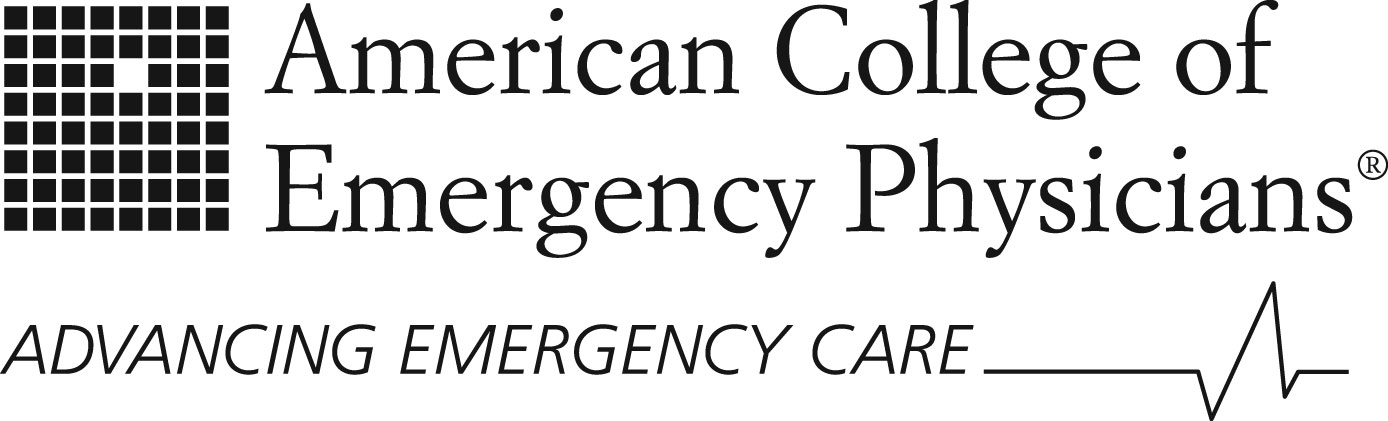 American College of
Emergency Physicians®
ADVANCING EMERGENCY CARE